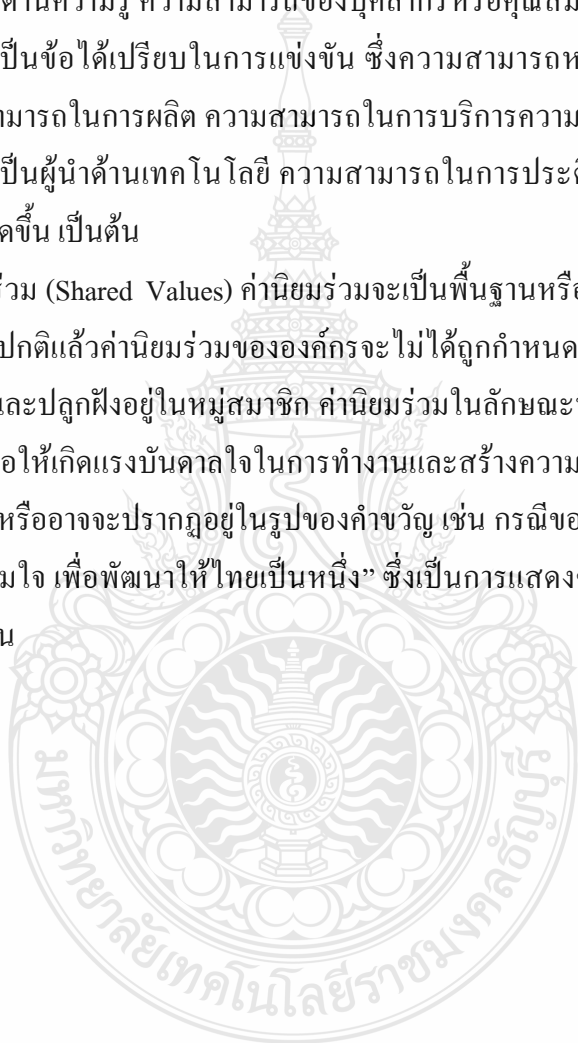 ด้านความรู้ ความสามารถของบุคลากร หรือคุณสม
เป็นข้อได้เปรียบในการแข่งขัน ซึ่งความสามารถห
ามารถในการผลิต ความสามารถในการบริการความ
เป็นผู้นำด้านเทคโนโลยี ความสามารถในการประดิ
ดขึ้น เป็นต้น
ร่วม (Shared Values) ค่านิยมร่วมจะเป็นพื้นฐานหรือ
ปกติแล้วค่านิยมร่วมขององค์กรจะไม่ได้ถูกกำหนด
และปลูกฝังอยู่ในหมู่สมาชิก ค่านิยมร่วมในลักษณะ
อให้เกิดแรงบันดาลใจในการทำงานและสร้างความ
หรืออาจจะปรากฏอยู่ในรูปของคำขวัญ เช่น กรณีขอ
มใจ เพื่อพัฒนาให้ไทยเป็นหนึ่ง” ซึ่งเป็นการแสดง
น
มหาวิทยาลัยเทคโนโลยีราชมงคลธัญบุรี